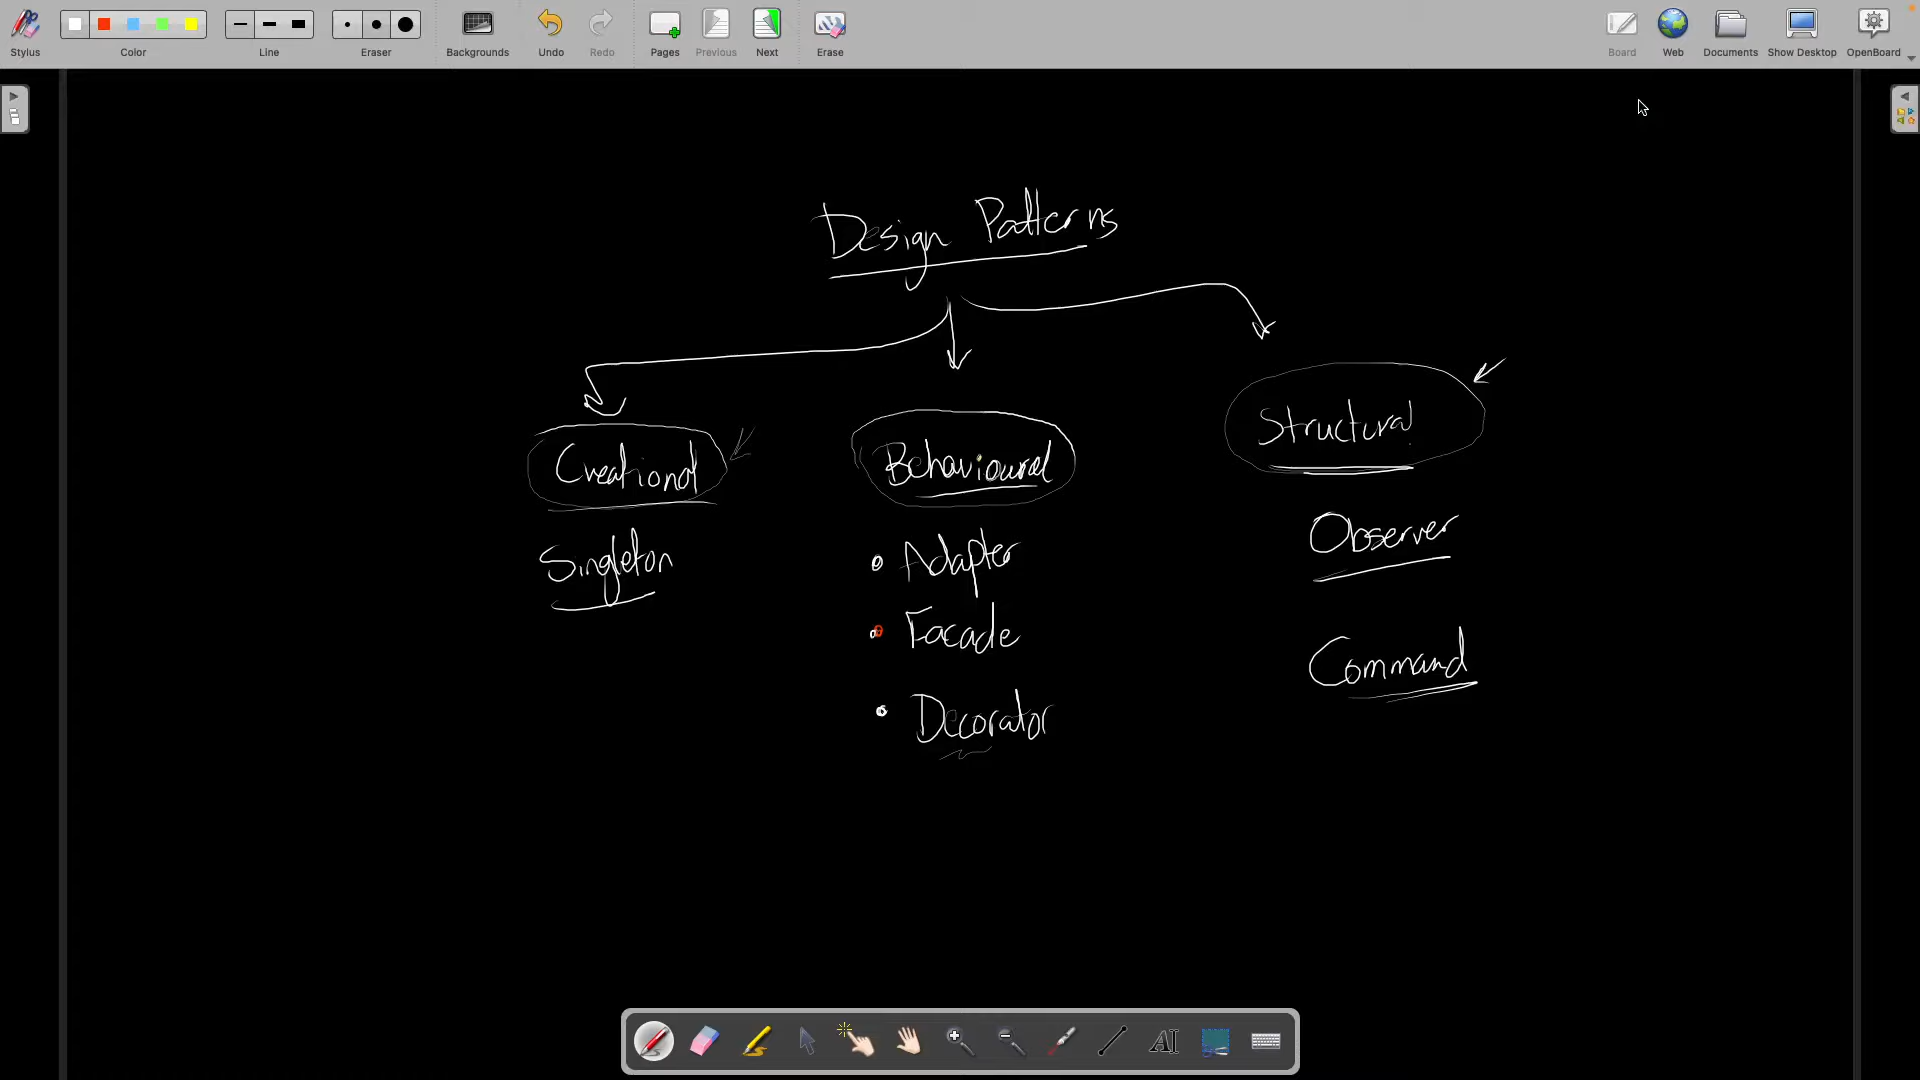 Stylus
Color
Line
Eraser
Backgrounds
Undo
Redo
Pages
Previous
Next
Erase
Board
Web
Documents
Show Desktop
OpenBoard
Design Patterns
Creational
Singleton
Behavioural
Adapter
Facade
Decorator
Structural
Observer
Command